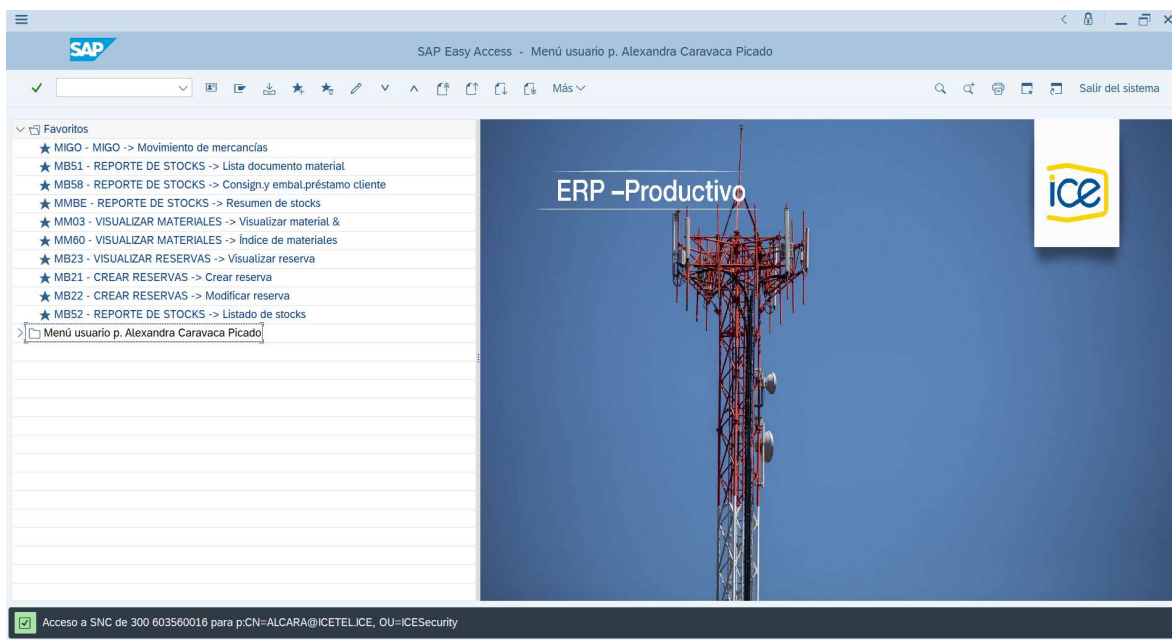 SAP
SAP Easy Access - Menú usuario p. Alexandra Caravaca Picado
Más
Salir del sistema
Favoritos
MIGO - MIGO -> Movimiento de mercancías
MB51 - REPORTE DE STOCKS -> Lista documento material
MB58 - REPORTE DE STOCKS -> Consign.y embal.préstamo cliente
MMBE - REPORTE DE STOCKS -> Resumen de stocks
MM03 - VISUALIZAR MATERIALES -> Visualizar material &
MM60 - VISUALIZAR MATERIALES -> Índice de materiales
MB23 - VISUALIZAR RESERVAS -> Visualizar reserva
MB21 - CREAR RESERVAS -> Crear reserva
MB22 - CREAR RESERVAS -> Modificar reserva
MB52 - REPORTE DE STOCKS -> Listado de stocks
Menú usuario p. Alexandra Caravaca Picado
ERP –Productivo
ice
Acceso a SNC de 300 603560016 para p:CN=ALCARA@ICETEL.ICE, OU=ICESecurity